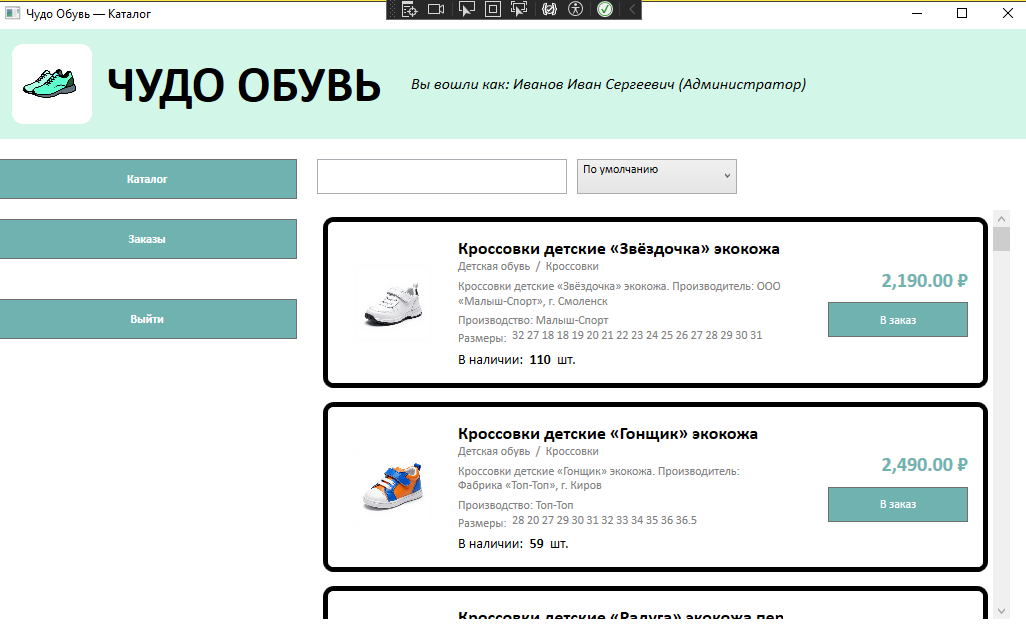 Чудо Обувь — Каталог
ЧУДО ОБУВЬ
Вы вошли как: Иванов Иван Сергеевич (Администратор)
Каталог
Заказы
Выйти
По умолчанию
Кроссовки детские «Звёздочка» экокожа
Детская обувь / Кроссовки
Кроссовки детские «Звёздочка» экокожа. Производитель: ООО
«Малыш-Спорт», г. Смоленск
Производство: Малыш-Спорт
Размеры: 32 27 18 18 19 20 21 22 23 24 25 26 27 28 29 30 31
В наличии: 110 шт.
2,190.00 ₽
В заказ
Кроссовки детские «Гонщик» экокожа
Детская обувь / Кроссовки
Кроссовки детские «Гонщик» экокожа. Производитель:
Фабрика «Топ-Топ», г. Киров
Производство: Топ-Топ
Размеры: 28 20 27 29 30 31 32 33 34 35 36 36.5
В наличии: 59 шт.
2,490.00 ₽
В заказ
Кроссовки детские «Радуга» экокожа пер